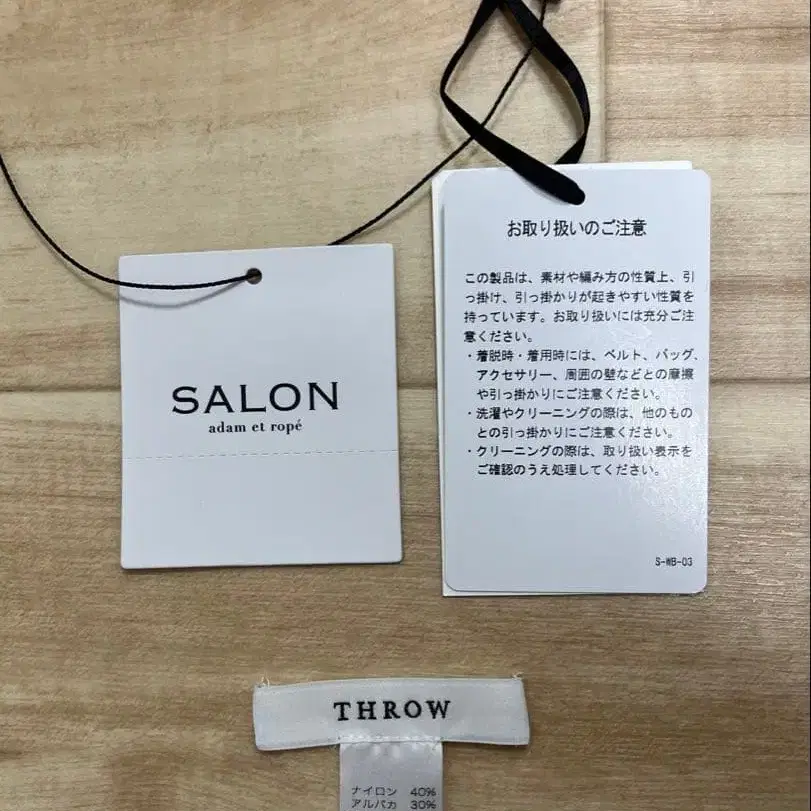 SALON
adam et ropé
お取り扱いのご注意
この製品は、素材や編み方の性質上、引
っ掛け、引っ掛かりが起きやすい性質を
持っています。お取り扱いには充分ご注
意ください。
・着脱時・着用時には、ベルト、バッグ、
アクセサリー、周囲の壁などとの摩擦
や引っ掛かりにご注意ください。
・洗濯やクリーニングの際は、他のもの
との引っ掛かりにご注意ください。
・クリーニングの際は、取り扱い表示を
ご確認のうえ処理してください。
S-WB-03
THROW
ナイロン 40%
アルパカ 30%